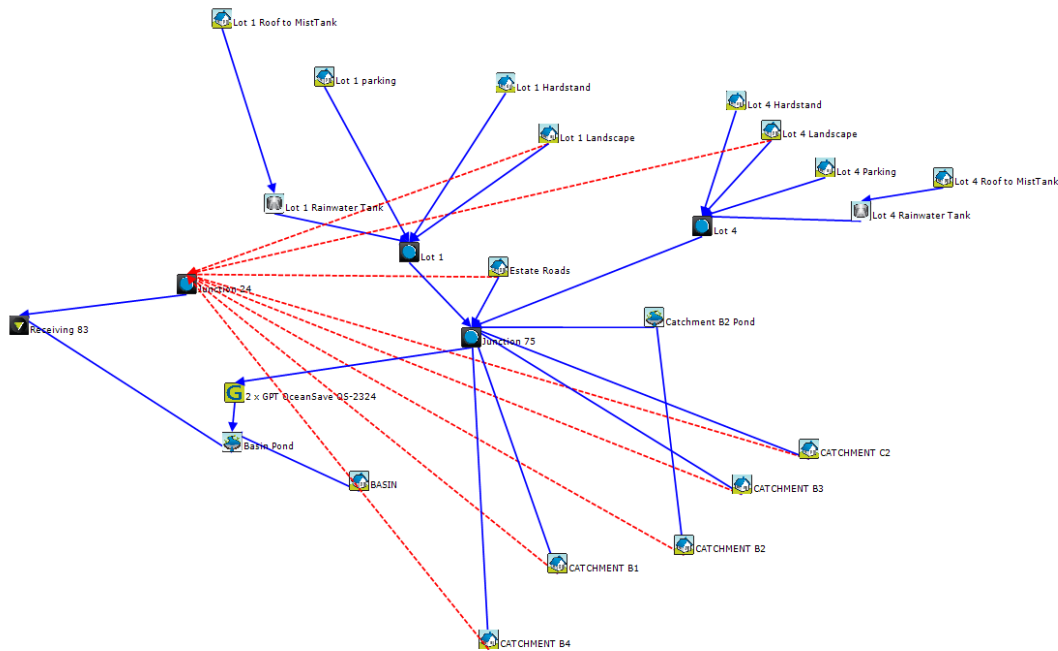 Lot 1 Roof to MistTank
Lot 1 parking
Lot 1 Hardstand
Lot 4 Hardstand
Lot 1 Landscape
Lot 4 Landscape
Lot 4 Parking
Lot 4 Roof to MistTank
Lot 1 Rainwater Tank
Lot 4 Rainwater Tank
Lot 4
Lot 1
Estate Roads
Junction 24
Catchment B2 Pond
Receiving 83
Junction 75
G
2 x GPT OceanSave OS-2324
Basin Pond
CATCHMENT C2
BASIN
CATCHMENT B3
CATCHMENT B2
CATCHMENT B1
CATCHMENT B4